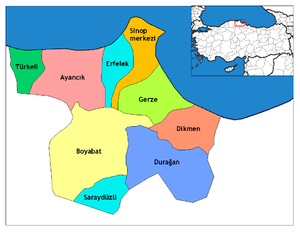 Sinop
merkezi
Türkeli
Ayancık
Erfelek
Gerze
Dikmen
Boyabat
Durağan
Saraydüzü